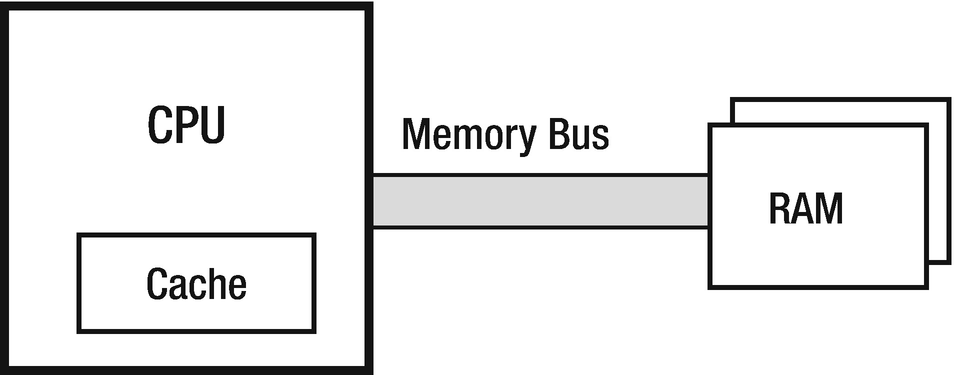 CPU
Memory Bus
RAM
Cache